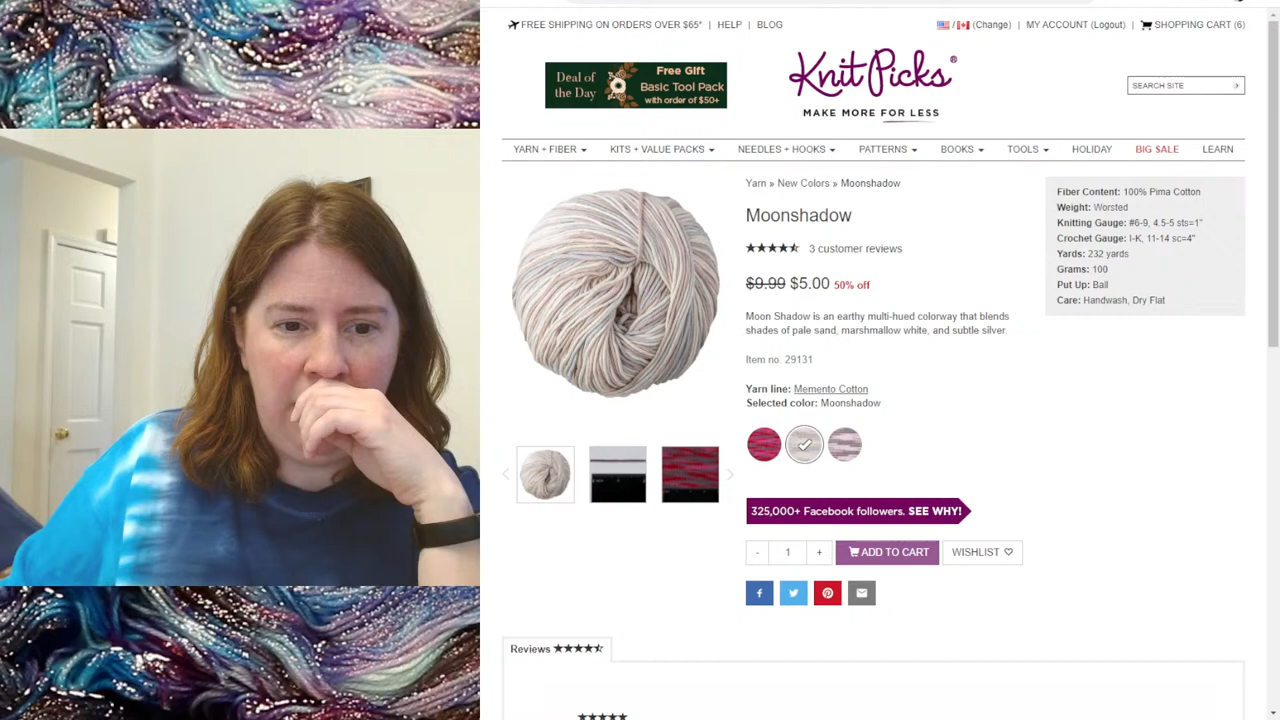 FREE SHIPPING ON ORDERS OVER $65* | HELP | BLOG
/ (Change) | MY ACCOUNT (Logout) | SHOPPING CART (6)
Deal of
the Day
Free Gift
Basic Tool Pack
with order of $50+
KnitPicks®
MAKE MORE FOR LESS
SEARCH SITE
YARN + FIBER KITS + VALUE PACKS NEEDLES + HOOKS PATTERNS BOOKS TOOLS HOLIDAY BIG SALE LEARN
Yarn » New Colors » Moonshadow
Moonshadow
3 customer reviews
$9.99 $5.00 50% off
Moon Shadow is an earthy multi-hued colorway that blends
shades of pale sand, marshmallow white, and subtle silver.
Item no. 29131
Yarn line: Memento Cotton
Selected color: Moonshadow
325,000+ Facebook followers. SEE WHY!
- 1 + ADD TO CART WISHLIST
Fiber Content: 100% Pima Cotton
Weight: Worsted
Knitting Gauge: #6-9, 4.5-5 sts=1"
Crochet Gauge: I-K, 11-14 sc=4"
Yards: 232 yards
Grams: 100
Put Up: Ball
Care: Handwash, Dry Flat
Reviews